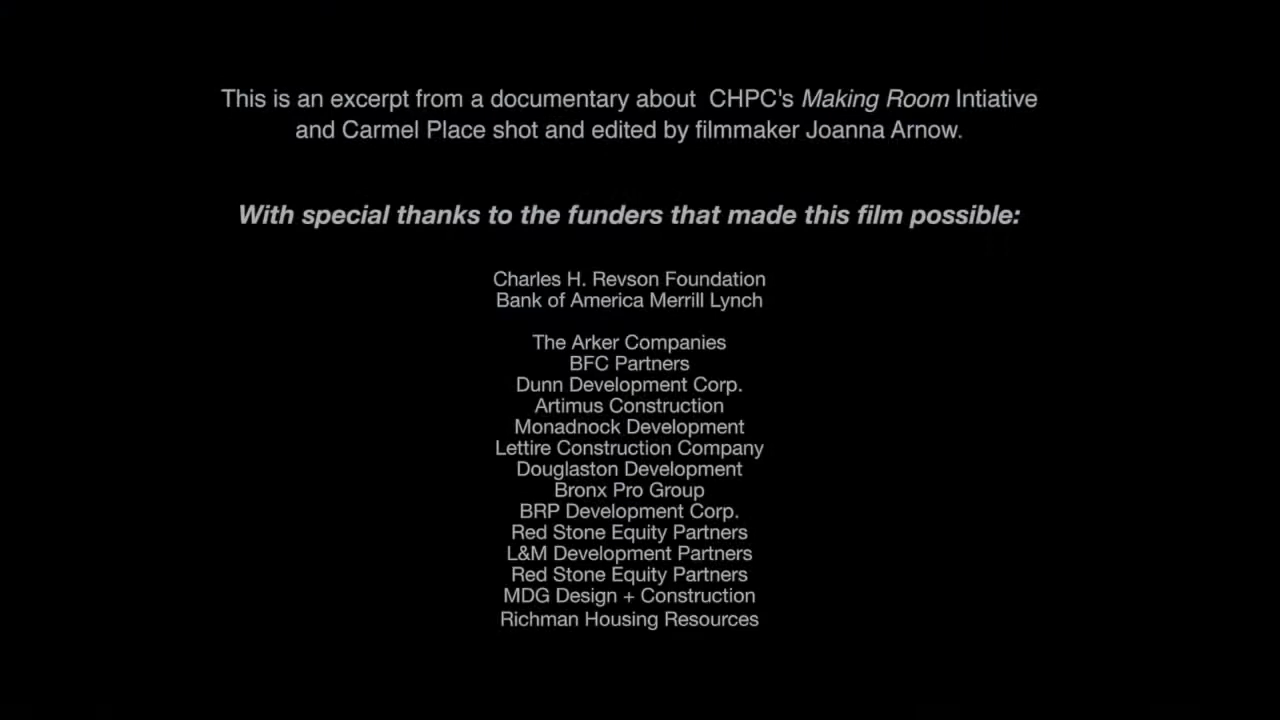 This is an excerpt from a documentary about  CHPC's Making Room Intiative
and Carmel Place shot and edited by filmmaker Joanna Arnow.
With special thanks to the funders that made this film possible:
Charles H. Revson Foundation
Bank of America Merrill Lynch
The Arker Companies
BFC Partners
Dunn Development Corp.
Artimus Construction
Monadnock Development
Lettire Construction Company
Douglaston Development
Bronx Pro Group
BRP Development Corp.
Red Stone Equity Partners
L&M Development Partners
Red Stone Equity Partners
MDG Design + Construction
Richman Housing Resources